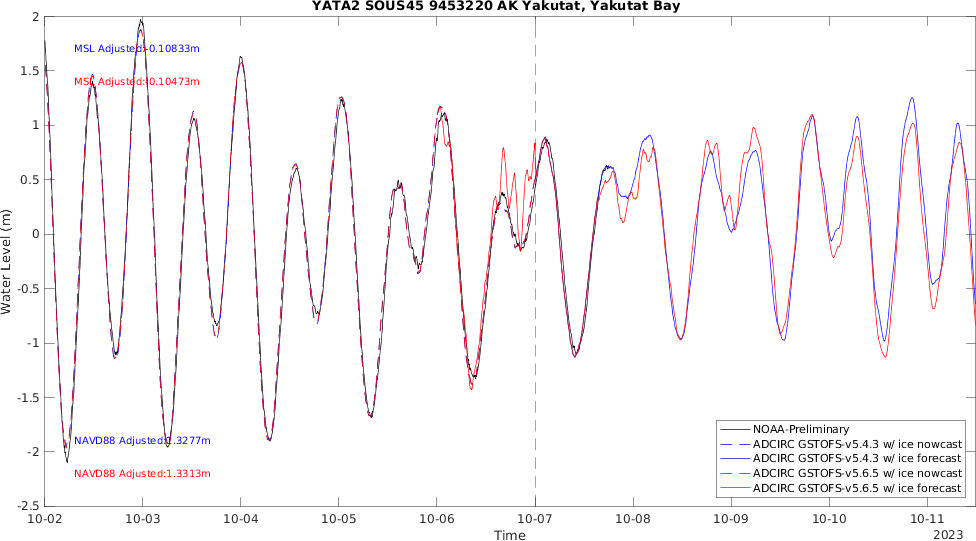 YATA2 SOUS45 9453220 AK Yakutat, Yakutat Bay
2
1.5
1
0.5
0
-0.5
-1
-1.5
-2
-2.5
Water Level (m)
MSL Adjusted:-0.10833m
MSL Adjusted:-0.10473m
NAVD88 Adjusted:1.3277m
NAVD88 Adjusted:1.3313m
NOAA-Preliminary
ADCIRC GSTOFS-v5.4.3 w/ ice nowcast
ADCIRC GSTOFS-v5.4.3 w/ ice forecast
ADCIRC GSTOFS-v5.6.5 w/ ice nowcast
ADCIRC GSTOFS-v5.6.5 w/ ice forecast
10-02 10-03 10-04 10-05 10-06 10-07 10-08 10-09 10-10 10-11
Time
2023